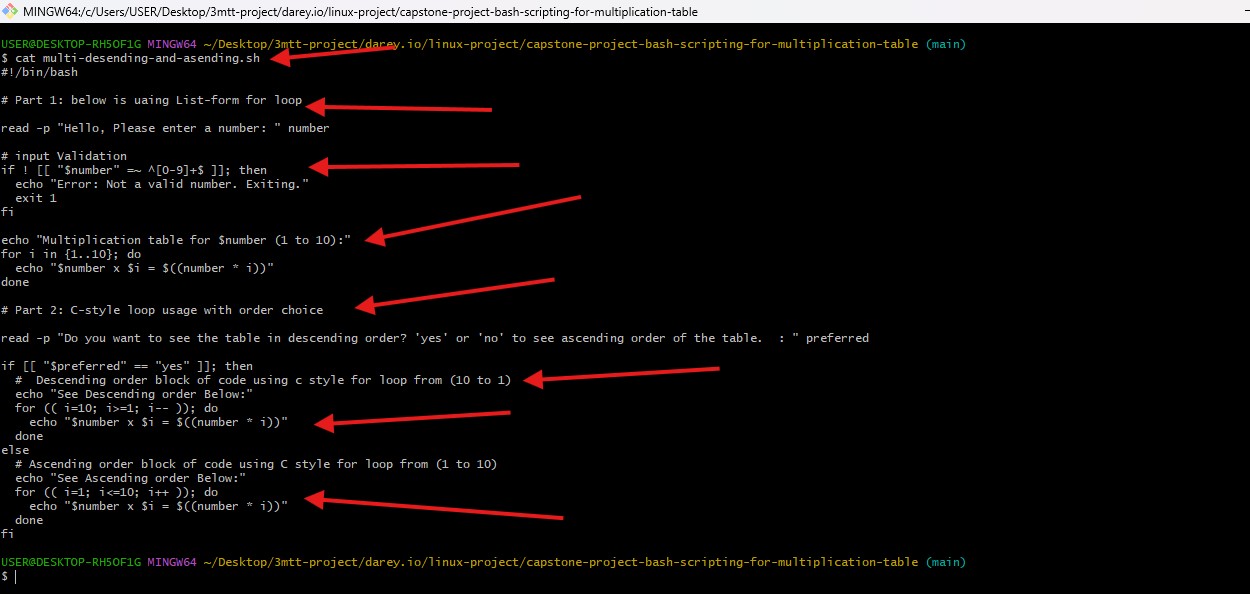 MINGW64:/c/Users/USER/Desktop/3mtt-project/darey.io/linux-project/capstone-project-bash-scripting-for-multiplication-table
USER@DESKTOP-RH5OF1G MINGW64 ~/Desktop/3mtt-project/darey.io/linux-project/capstone-project-bash-scripting-for-multiplication-table (main)
$ cat multi-desending-and-asending.sh
#!/bin/bash
# Part 1: below is uaing List-form for loop
read -p "Hello, Please enter a number: " number
# input Validation
if ! [[ "$number" =~ ^[0-9]+$ ]]; then
  echo "Error: Not a valid number. Exiting."
  exit 1
fi
echo "Multiplication table for $number (1 to 10):"
for i in {1..10}; do
  echo "$number x $i = $((number * i))"
done
# Part 2: C-style loop usage with order choice
read -p "Do you want to see the table in descending order? 'yes' or 'no' to see ascending order of the table.  : " preferred
if [[ "$preferred" == "yes" ]]; then
  #  Descending order block of code using c style for loop from (10 to 1)
  echo "See Descending order Below:"
  for (( i=10; i>=1; i-- )); do
    echo "$number x $i = $((number * i))"
  done
else
  # Ascending order block of code using C style for loop from (1 to 10)
  echo "See Ascending order Below:"
  for (( i=1; i<=10; i++ )); do
    echo "$number x $i = $((number * i))"
  done
fi
USER@DESKTOP-RH5OF1G MINGW64 ~/Desktop/3mtt-project/darey.io/linux-project/capstone-project-bash-scripting-for-multiplication-table (main)
$